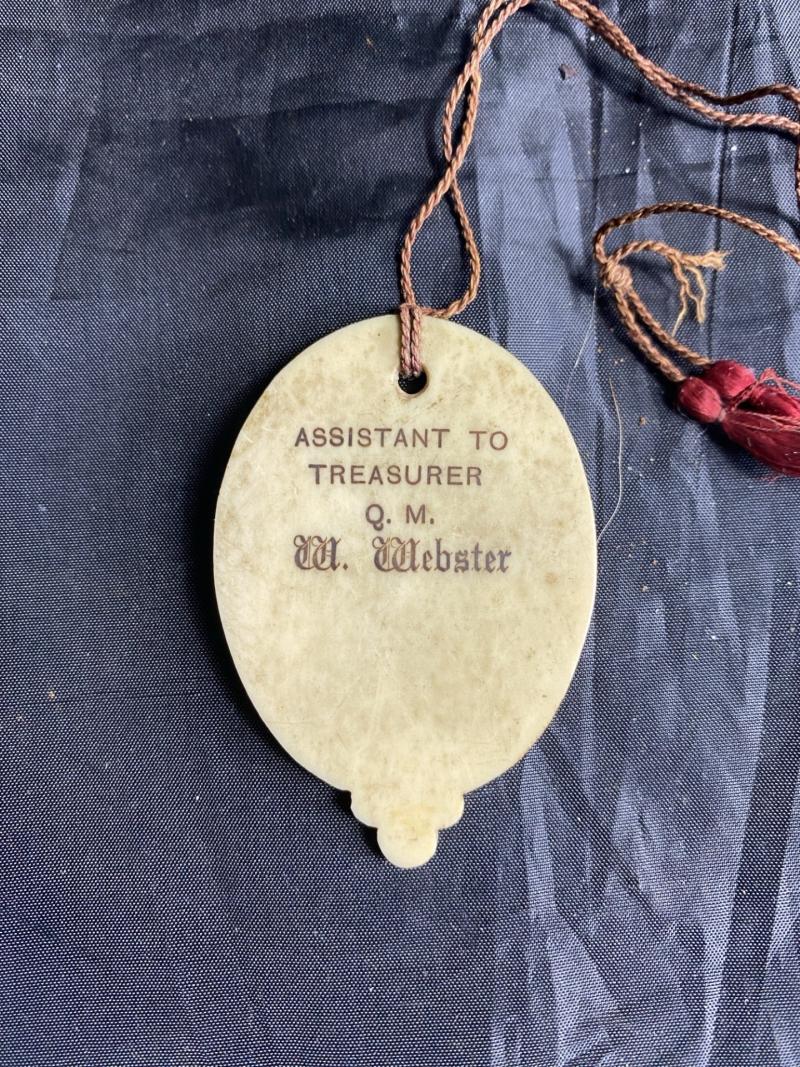 ASSISTANT TO
TREASURER
Q. M.
W. Webster